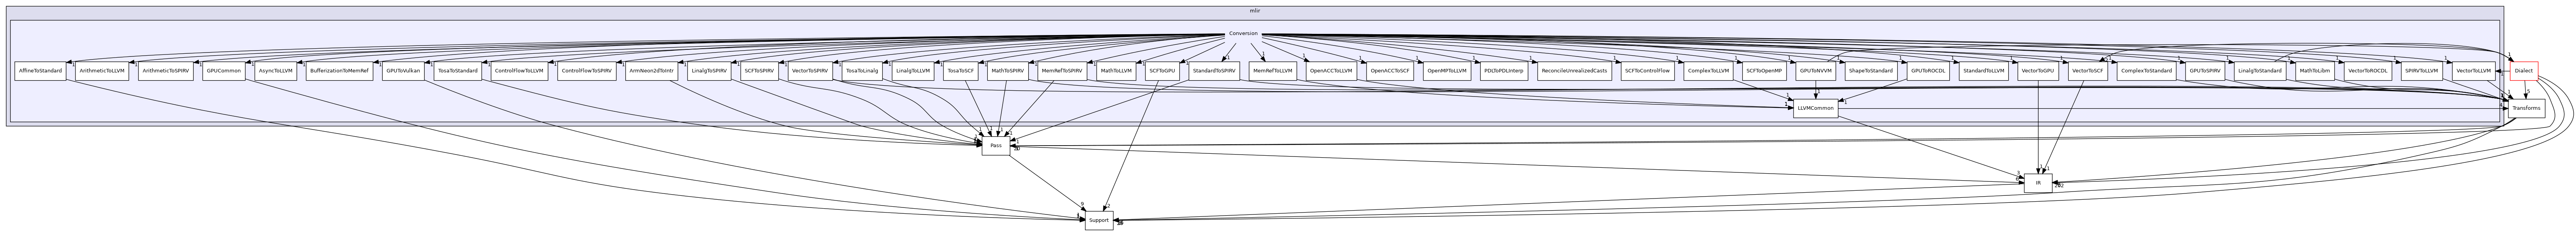 mlir
Conversion
AffineToStandard
ArithmeticToLLVM
ArithmeticToSPIRV
GPUCommon
AsyncToLLVM
BufferizationToMemRef
GPUToVulkan
TosaToStandard
ControlFlowToLLVM
ControlFlowToSPIRV
ArmNeon2dToIntr
LinalgToSPIRV
SCFToSPIRV
VectorToSPIRV
TosaToLinalg
LinalgToLLVM
TosaToSCF
MathToSPIRV
MemRefToSPIRV
MathToLLVM
SCFToGPU
StandardToSPIRV
MemRefToLLVM
OpenACCToLLVM
OpenACCToSCF
OpenMPToLLVM
PDLToPDLInterp
ReconcileUnrealizedCasts
SCFToControlFlow
ComplexToLLVM
SCFToOpenMP
GPUToNVVM
ShapeToStandard
GPUToROCDL
StandardToLLVM
VectorToGPU
VectorToSCF
ComplexToStandard
GPUToSPIRV
LinalgToStandard
MathToLibm
VectorToROCDL
SPIRVToLLVM
VectorToLLVM
Dialect
LLVMCommon
Transforms
Pass
IR
Support